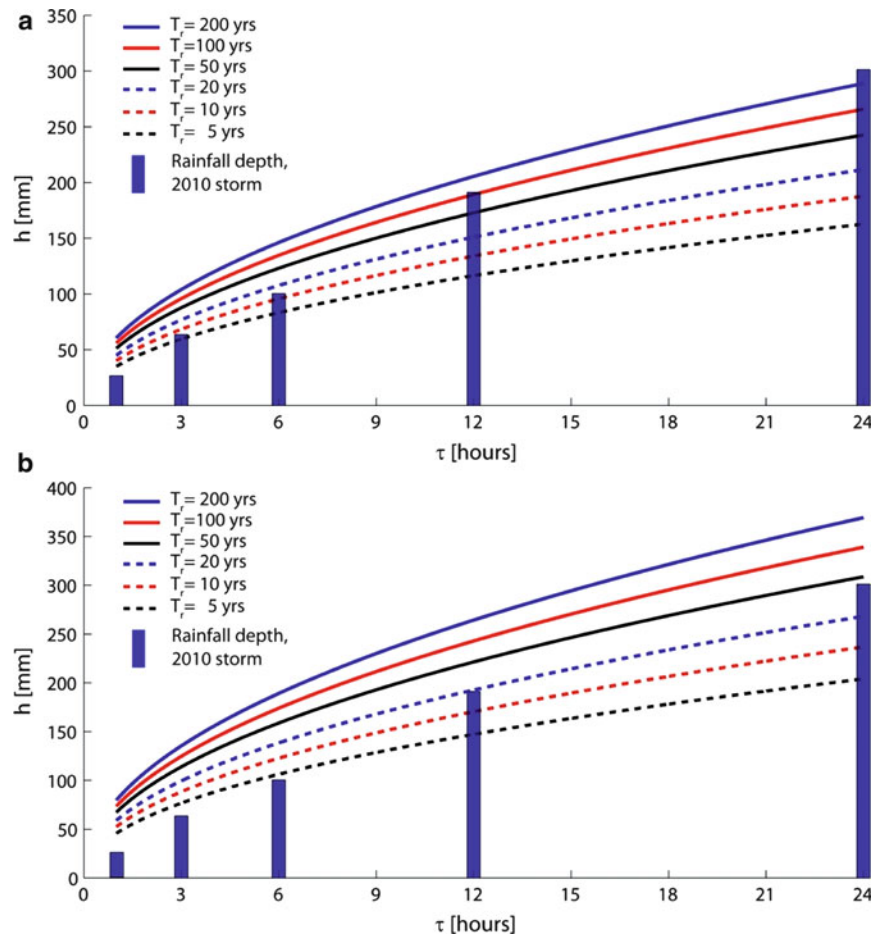 a
350
300
250
200
150
100
50
0
h [mm]
Tr= 200 yrs
Tr=100 yrs
Tr= 50 yrs
Tr= 20 yrs
Tr= 10 yrs
Tr= 5 yrs
Rainfall depth,
2010 storm
0 3 6 9 12 15 18 21 24
τ [hours]
b
400
350
300
250
200
150
100
50
0
h [mm]
Tr= 200 yrs
Tr=100 yrs
Tr= 50 yrs
Tr= 20 yrs
Tr= 10 yrs
Tr= 5 yrs
Rainfall depth,
2010 storm
0 3 6 9 12 15 18 21 24
τ [hours]